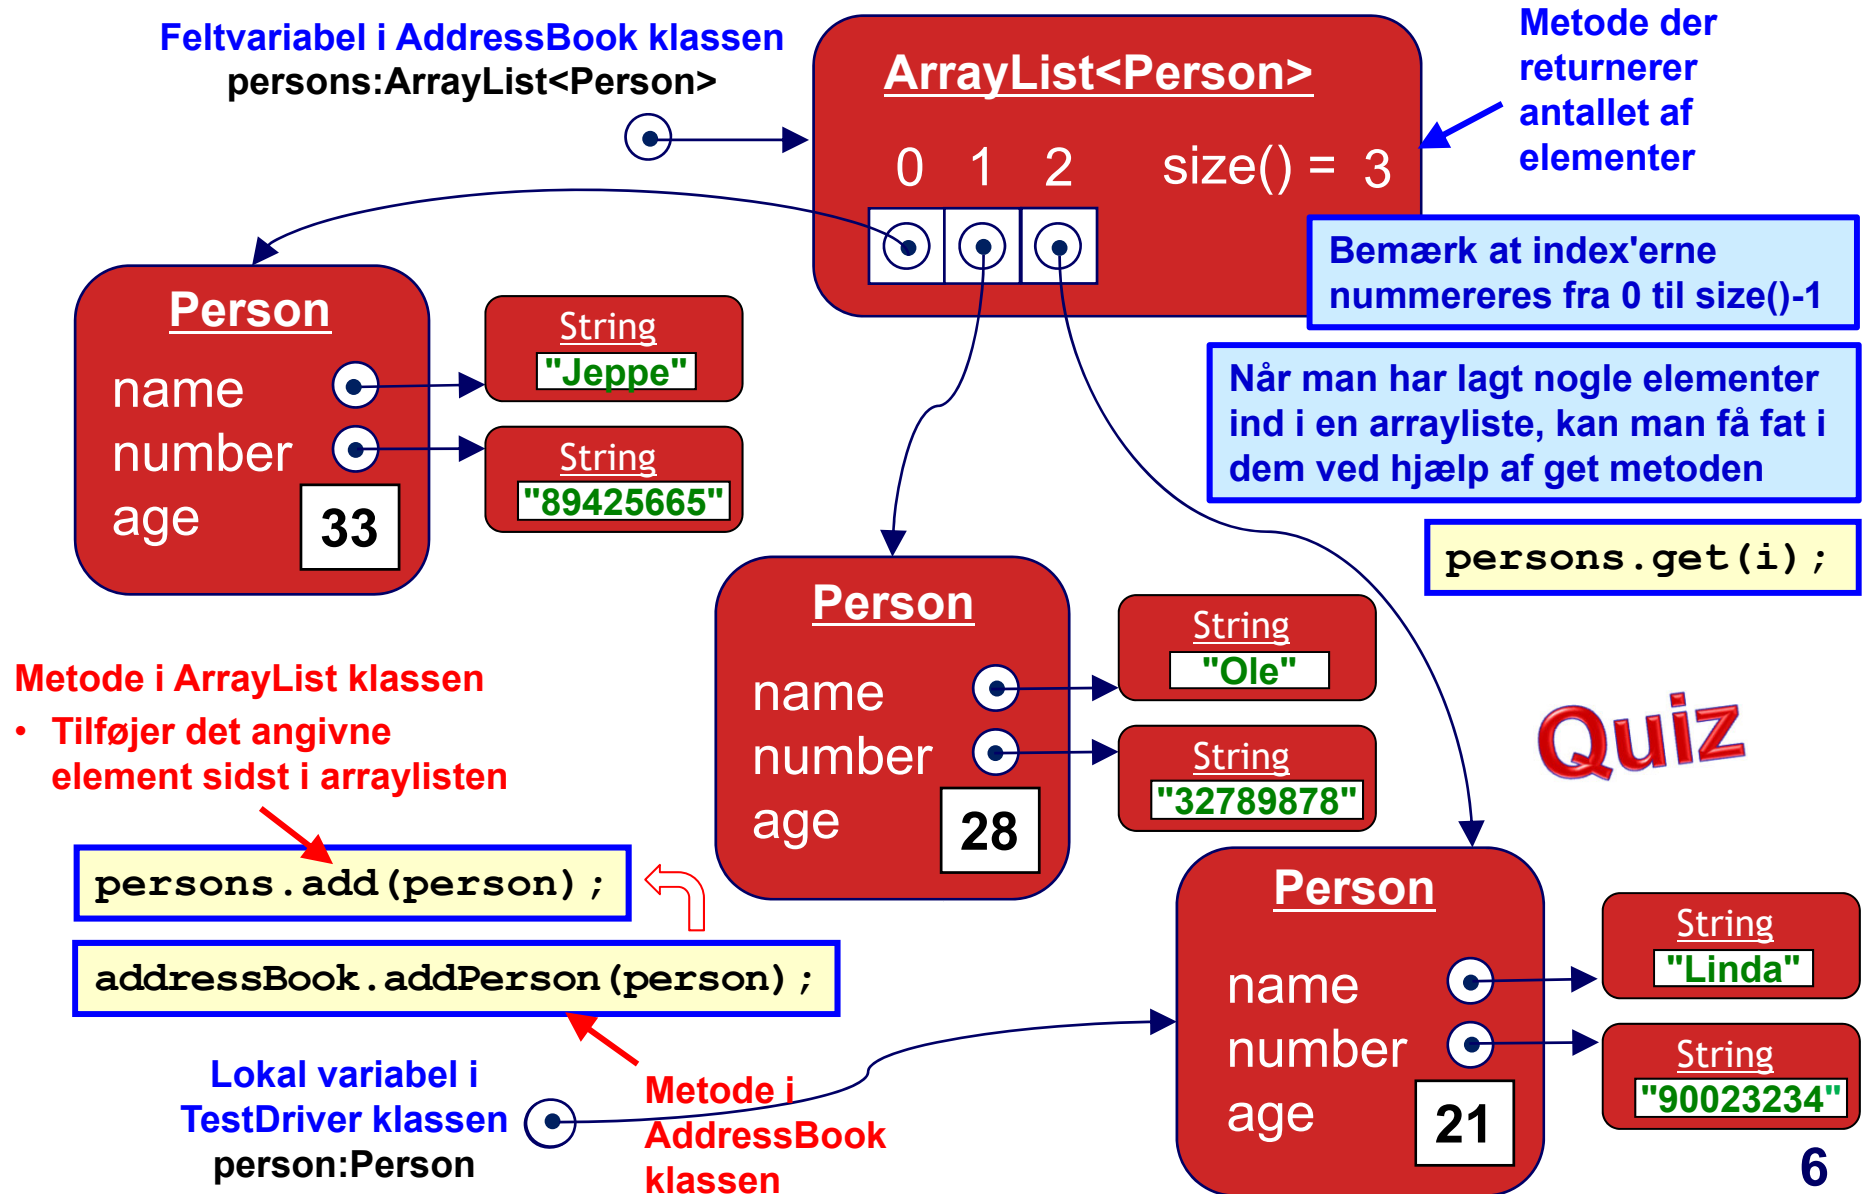 Feltvariabel i AddressBook klassen
persons:ArrayList<Person>
ArrayList<Person>
0 1 2 size() = 3
Metode der
returnerer
antallet af
elementer
Bemærk at index'erne
nummereres fra 0 til size()-1
Når man har lagt nogle elementer
ind i en arrayliste, kan man få fat i
dem ved hjælp af get metoden
persons.get(i);
Person
name
number
age
33
String
"Jeppe"
String
"89425665"
Person
name
number
age
28
String
"Ole"
String
"32789878"
Quiz
Metode i ArrayList klassen
• Tilføjer det angivne
element sidst i arraylisten
persons.add(person);
addressBook.addPerson(person);
Lokal variabel i
TestDriver klassen
person:Person
Metode i
AddressBook
klassen
Person
name
number
age
21
String
"Linda"
String
"90023234"
6